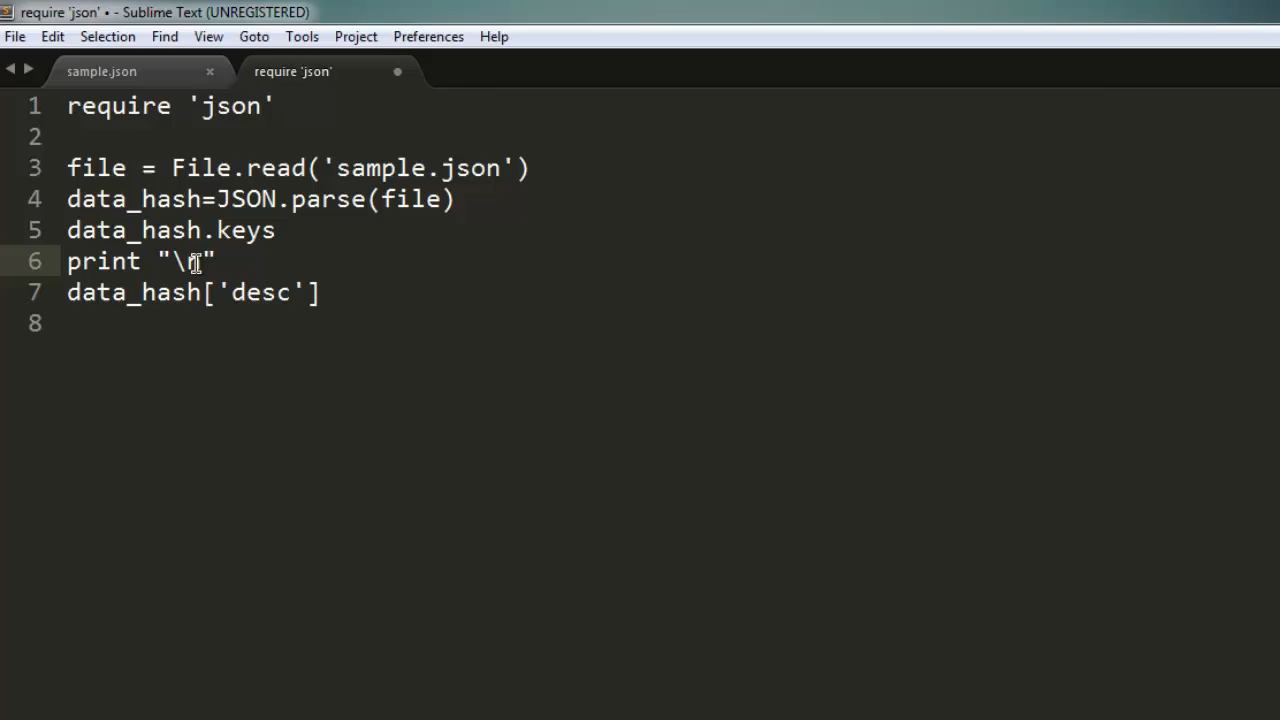 require 'json' • - Sublime Text (UNREGISTERED)
File Edit Selection Find View Goto Tools Project Preferences Help
sample.json × require 'json'
1 require 'json'
2
3 file = File.read('sample.json')
4 data_hash=JSON.parse(file)
5 data_hash.keys
6 print "\n"
7 data_hash['desc']
8